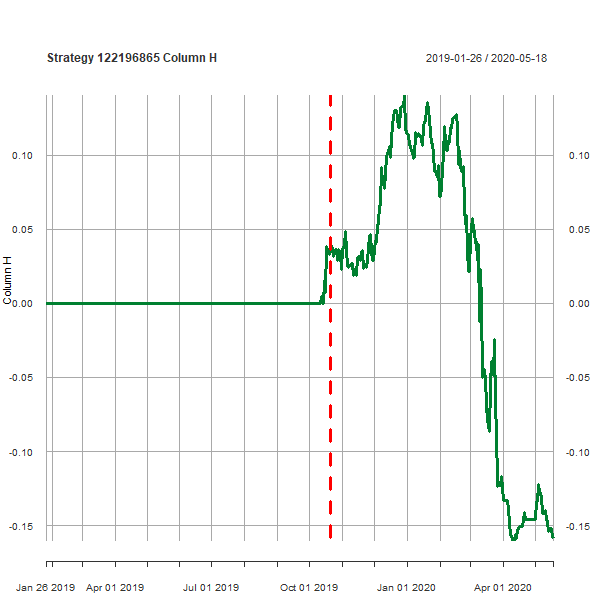 Strategy 122196865 Column H
2019-01-26 / 2020-05-18
0.10
0.05
0.00
-0.05
-0.10
-0.15
Column H
0.10
0.05
0.00
-0.05
-0.10
-0.15
Jan 26 2019
Apr 01 2019
Jul 01 2019
Oct 01 2019
Jan 01 2020
Apr 01 2020